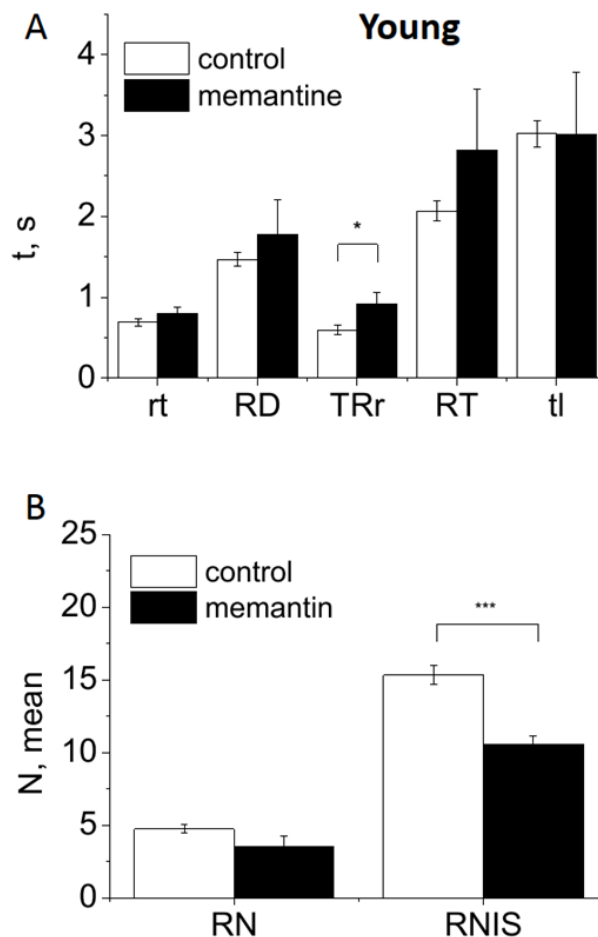 A Young
4
control
memantine
3
t, s
2
*
1
0
rt RD TRr RT tl
B
25
control
memantin
20
***
15
N, mean
10
5
0
RN RNIS